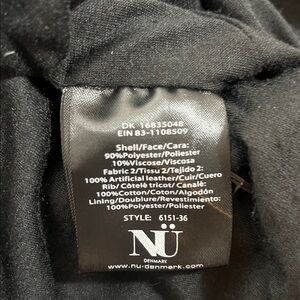 DK 16835048
EIN 83-1108509
Shell/Face/Cara:
90%Polyester/Poliester
10%Viscose/Viscosa
Fabric 2/Tissu 2/Tejido 2:
100% Artificial leather/Cuir/Cuero
Rib/ Côtelé tricot/ Canalè:
100%Cotton/Coton/Algodón
Lining/Doublure/Revestimiento:
100%Polyester/Poliester
STYLE: 6151-36
NÜ
DENMARK
www.nu-denmark.com